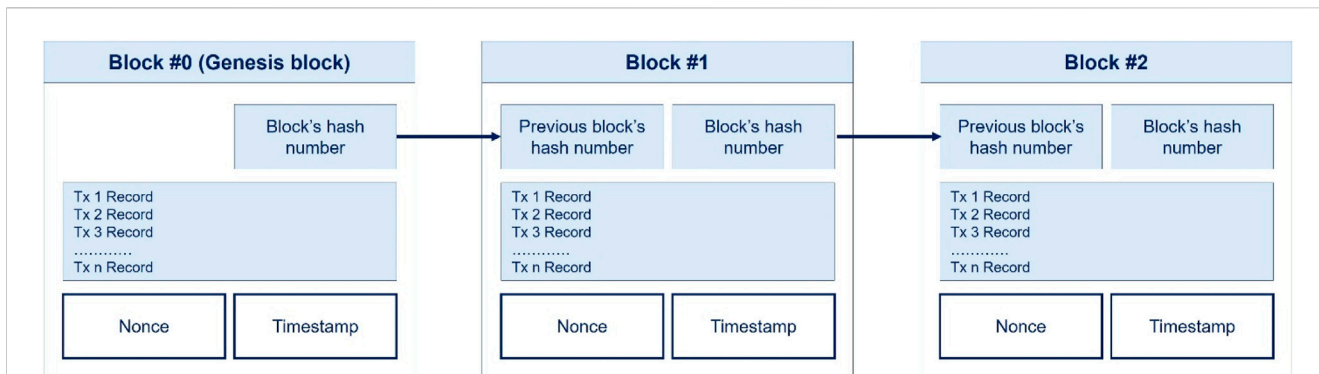 Block #0 (Genesis block)
Block's hash
number
Tx 1 Record
Tx 2 Record
Tx 3 Record
............
Tx n Record
Nonce
Timestamp
Block #1
Previous block's
hash number
Block's hash
number
Tx 1 Record
Tx 2 Record
Tx 3 Record
............
Tx n Record
Nonce
Timestamp
Block #2
Previous block's
hash number
Block's hash
number
Tx 1 Record
Tx 2 Record
Tx 3 Record
............
Tx n Record
Nonce
Timestamp